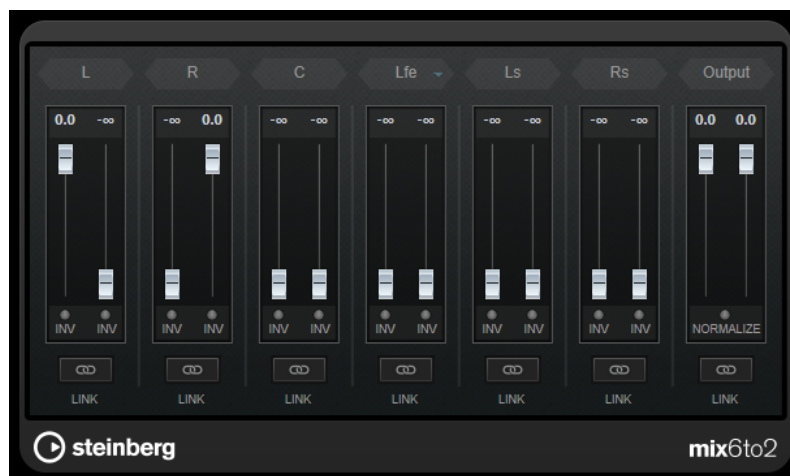 L R C Lfe Ls Rs Output
0.0 -∞ -∞ 0.0 -∞ -∞ -∞ -∞ -∞ -∞ -∞ -∞ 0.0 0.0
INV INV INV INV INV INV INV INV INV INV INV INV NORMALIZE
LINK LINK LINK LINK LINK LINK LINK
steinberg mix6to2